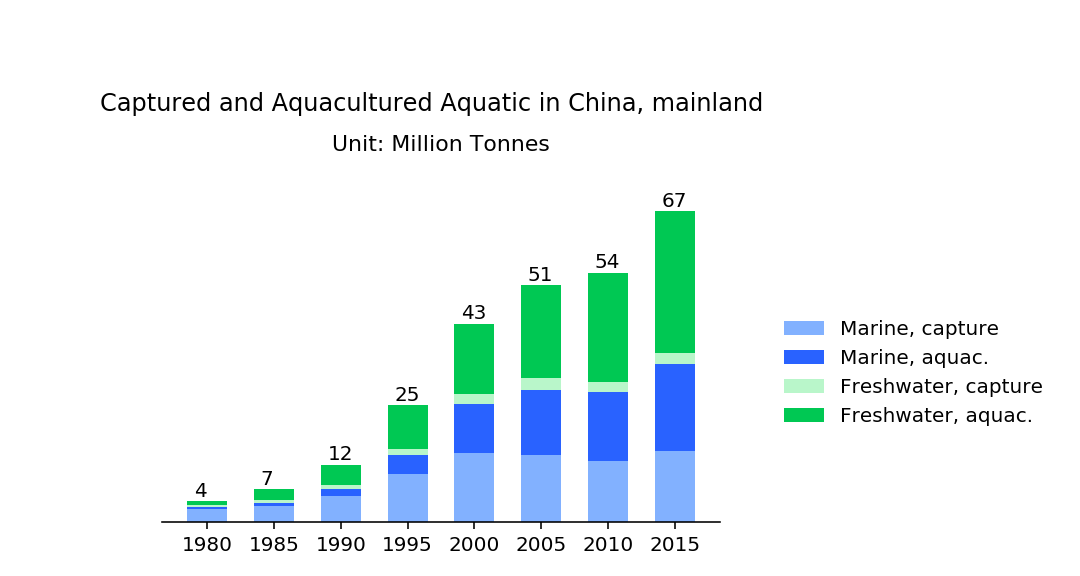 Captured and Aquacultured Aquatic in China, mainland
Unit: Million Tonnes
67
54
51
43
25
12
7
4
Marine, capture
Marine, aquac.
Freshwater, capture
Freshwater, aquac.
1980 1985 1990 1995 2000 2005 2010 2015